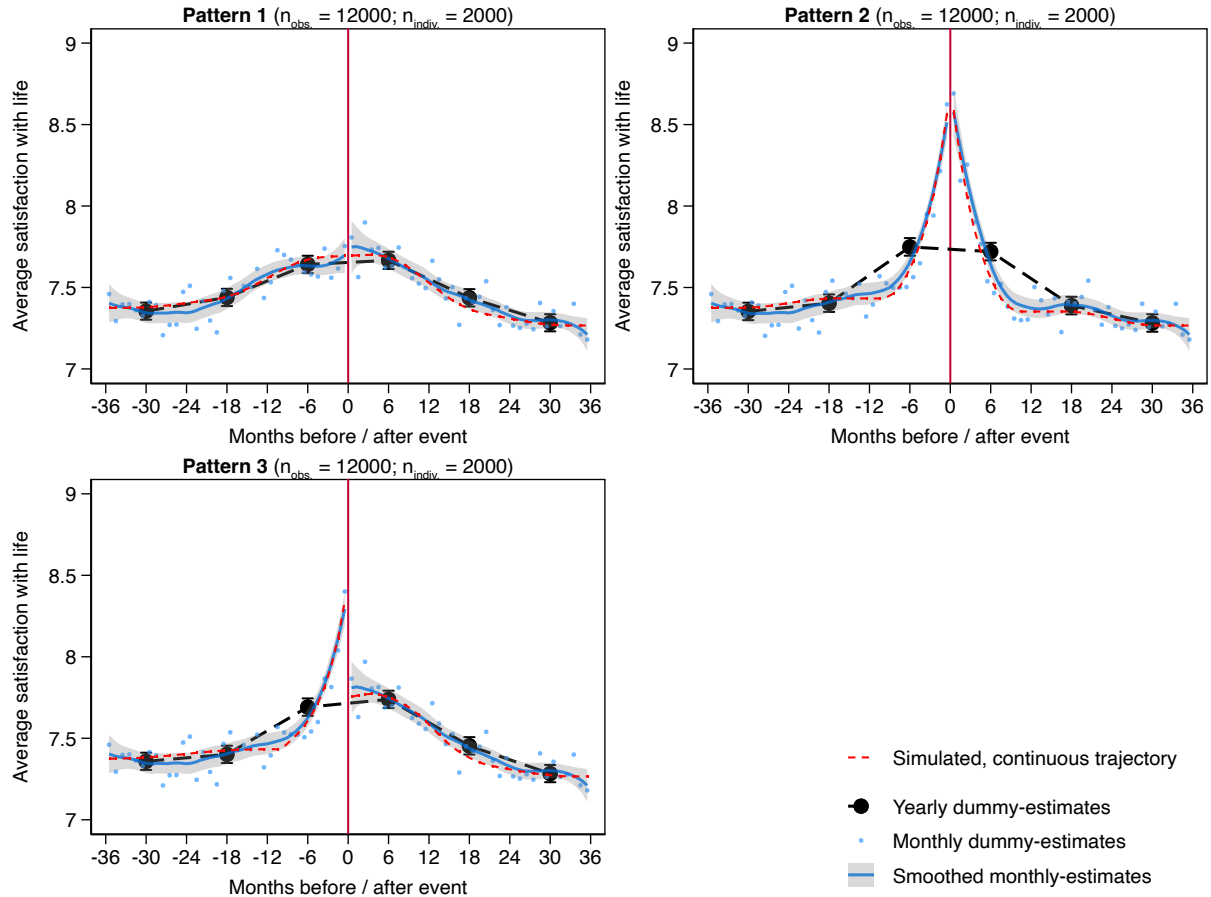 Pattern 1 (nobs. = 12000; nindiv. = 2000)
Average satisfaction with life
9
8.5
8
7.5
7
-36 -30 -24 -18 -12 -6 0 6 12 18 24 30 36
Months before / after event
Pattern 2 (nobs. = 12000; nindiv. = 2000)
Average satisfaction with life
9
8.5
8
7.5
7
-36 -30 -24 -18 -12 -6 0 6 12 18 24 30 36
Months before / after event
Pattern 3 (nobs. = 12000; nindiv. = 2000)
Average satisfaction with life
9
8.5
8
7.5
7
-36 -30 -24 -18 -12 -6 0 6 12 18 24 30 36
Months before / after event
Simulated, continuous trajectory
Yearly dummy-estimates
Monthly dummy-estimates
Smoothed monthly-estimates